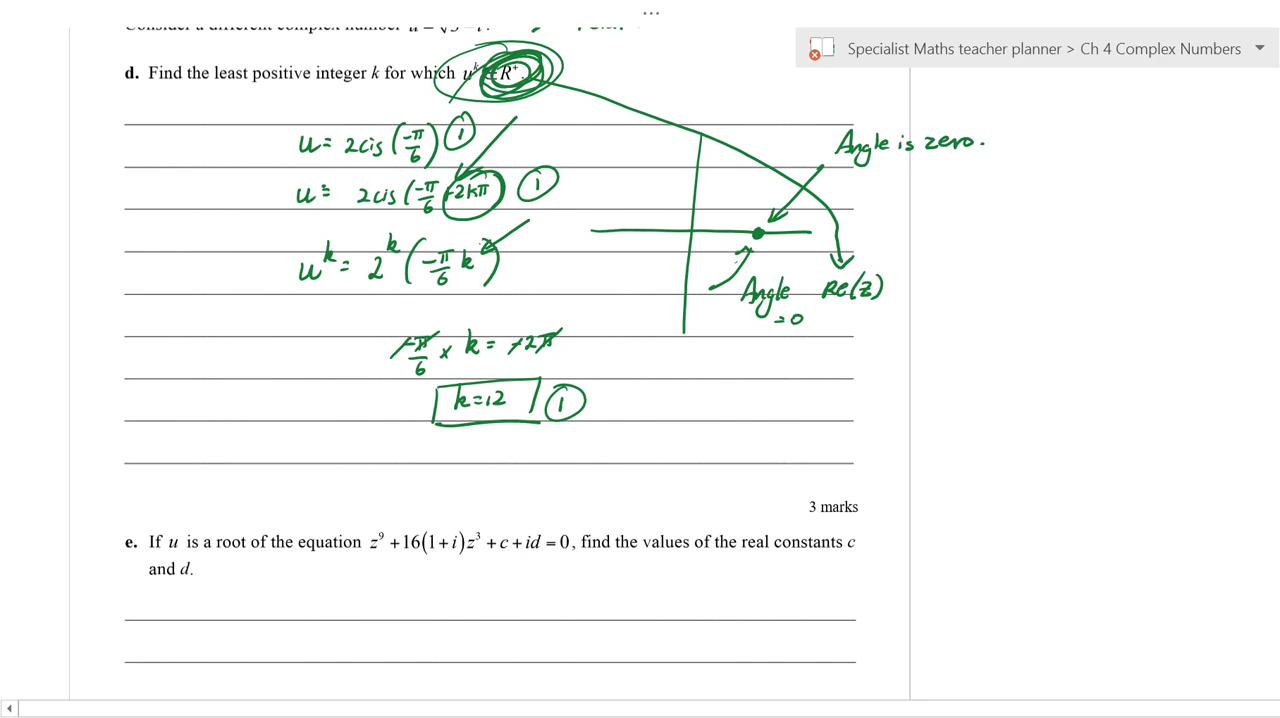 Specialist Maths teacher planner > Ch 4 Complex Numbers
d. Find the least positive integer k for which u^k ∈ R⁺.
u = 2cis(-π/6) ①
Angle is zero.
u = 2cis(-π/6 -2kπ) ①
u^k = 2^k (-π/6 k)
Angle = 0
Re(z)
-π/6 × k = -2π
k = 12 ①
3 marks
e. If u is a root of the equation z⁹ + 16(1+i)z³ + c + id = 0, find the values of the real constants c
and d.